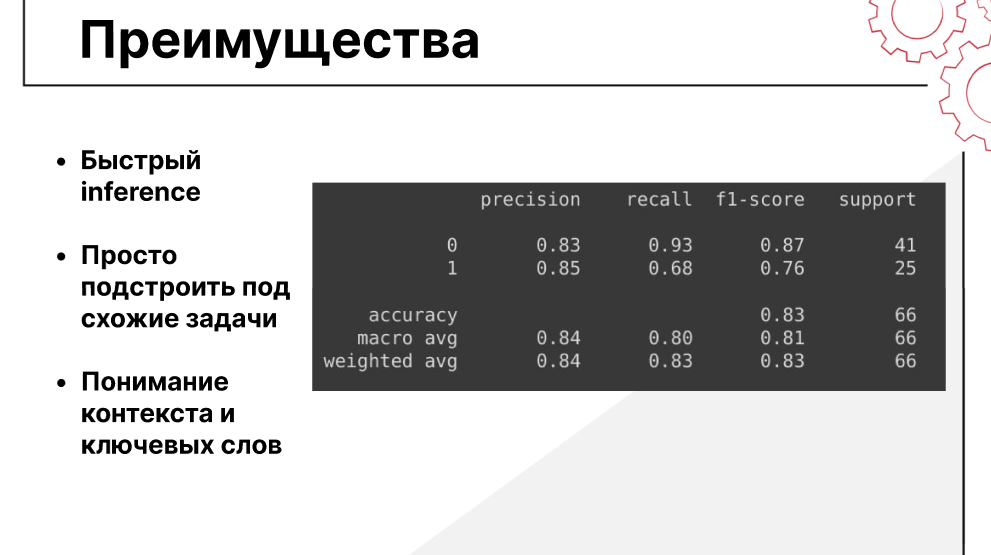 Преимущества
• Быстрый
inference
• Просто
подстроить под
схожие задачи
• Понимание
контекста и
ключевых слов
precision recall f1-score support
0 0.83 0.93 0.87 41
1 0.85 0.68 0.76 25
accuracy 0.83 66
macro avg 0.84 0.80 0.81 66
weighted avg 0.84 0.83 0.83 66